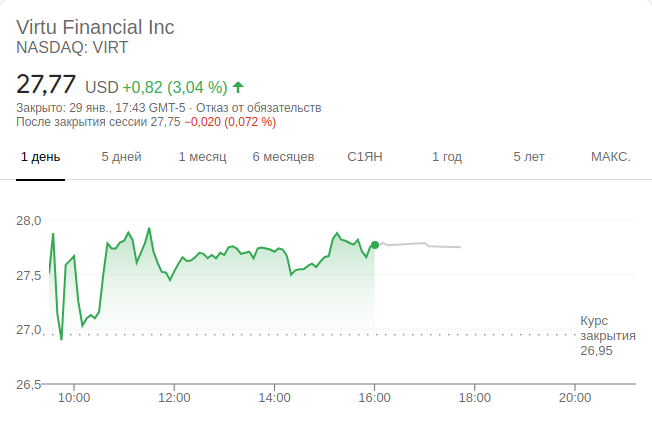 Virtu Financial Inc
NASDAQ: VIRT
27,77 USD +0,82 (3,04 %)
Закрыто: 29 янв., 17:43 GMT-5 · Отказ от обязательств
После закрытия сессии 27,75 −0,020 (0,072 %)
1 день 5 дней 1 месяц 6 месяцев С1ЯН 1 год 5 лет МАКС.
28,0
27,5
27,0
Курс
закрытия
26,95
26,5
10:00 12:00 14:00 16:00 18:00 20:00